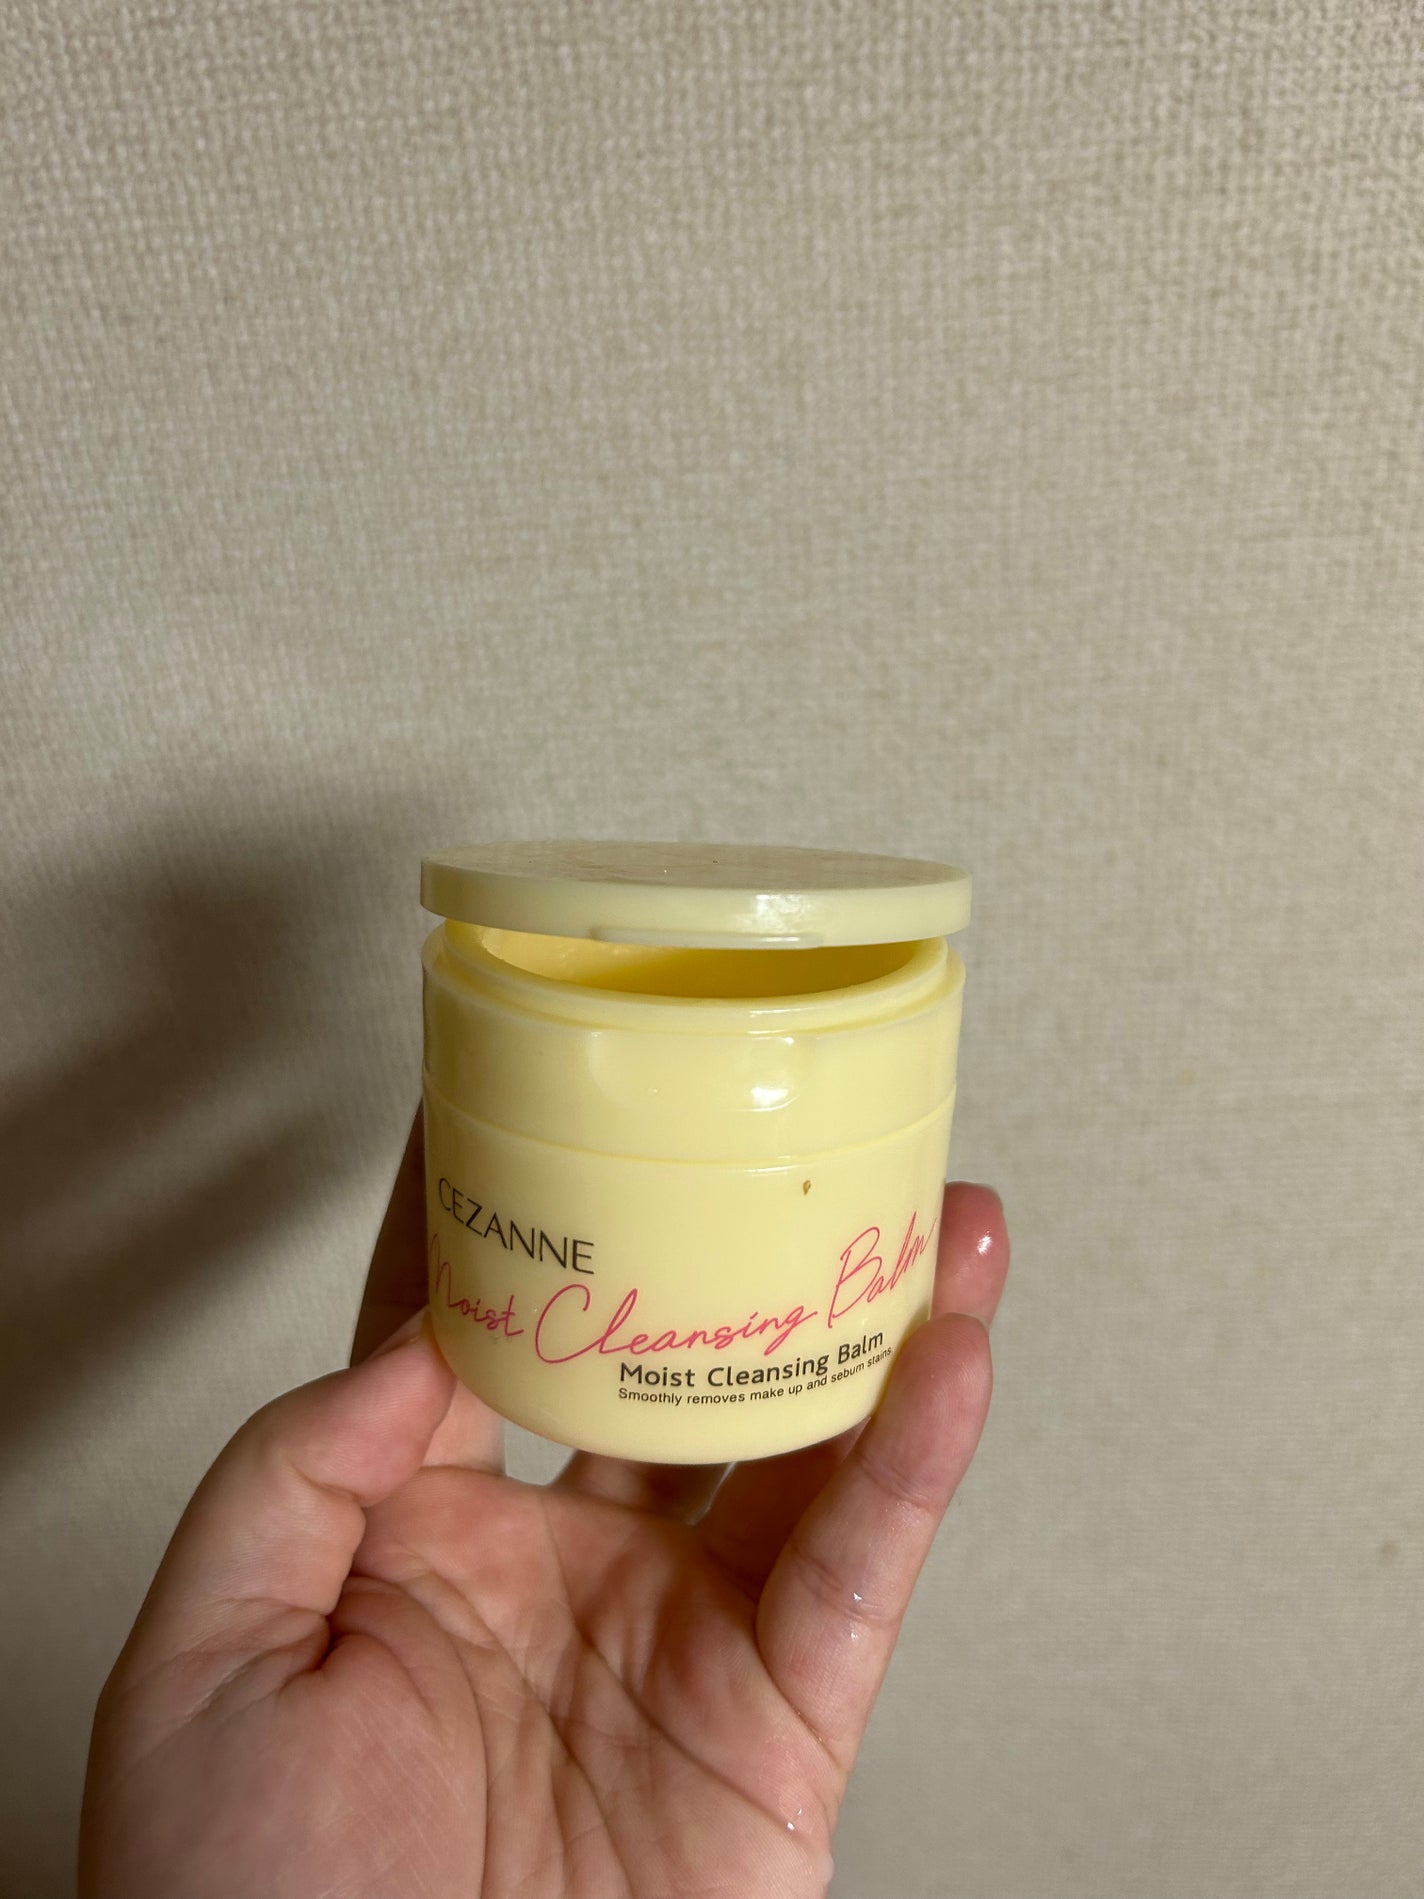 CEZANNE
Moist Cleansing Balm
Moist Cleansing Balm
Smoothly removes make up and sebum stains